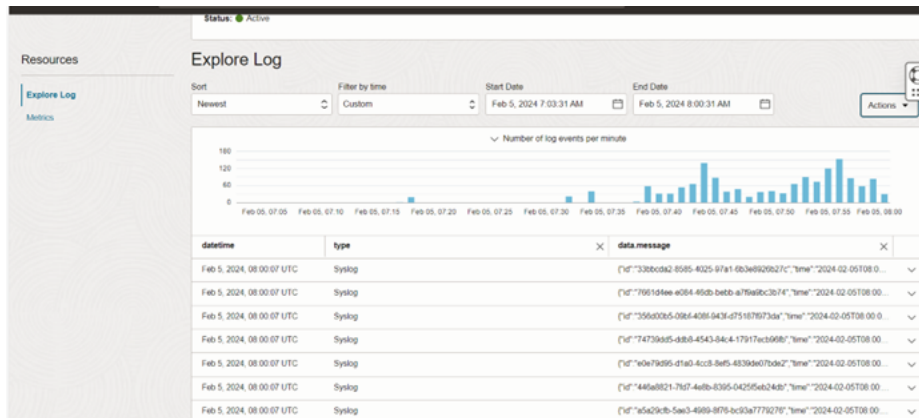 Status: Active
Resources
Explore Log
Metrics
Explore Log
Sort
Newest
Filter by time
Custom
Start Date
Feb 5, 2024 7:03:31 AM
End Date
Feb 5, 2024 8:00:31 AM
Actions
Number of log events per minute
180
120
60
0
Feb 05, 07:05 Feb 05, 07.10 Feb 05, 07.15 Feb 05, 07.20 Feb 05, 07.25 Feb 05, 07.30 Feb 05, 07.35 Feb 05, 07.40 Feb 05, 07.45 Feb 05, 07.50 Feb 05, 07.55 Feb 05, 08:00
datetime type data.message
Feb 5, 2024, 08:00:07 UTC Syslog
Feb 5, 2024, 08:00:07 UTC Syslog
Feb 5, 2024, 08:00:07 UTC Syslog
Feb 5, 2024, 08:00:07 UTC Syslog
Feb 5, 2024, 08:00:07 UTC Syslog
Feb 5, 2024, 08:00:07 UTC Syslog
Feb 5, 2024, 08:00:07 UTC Syslog